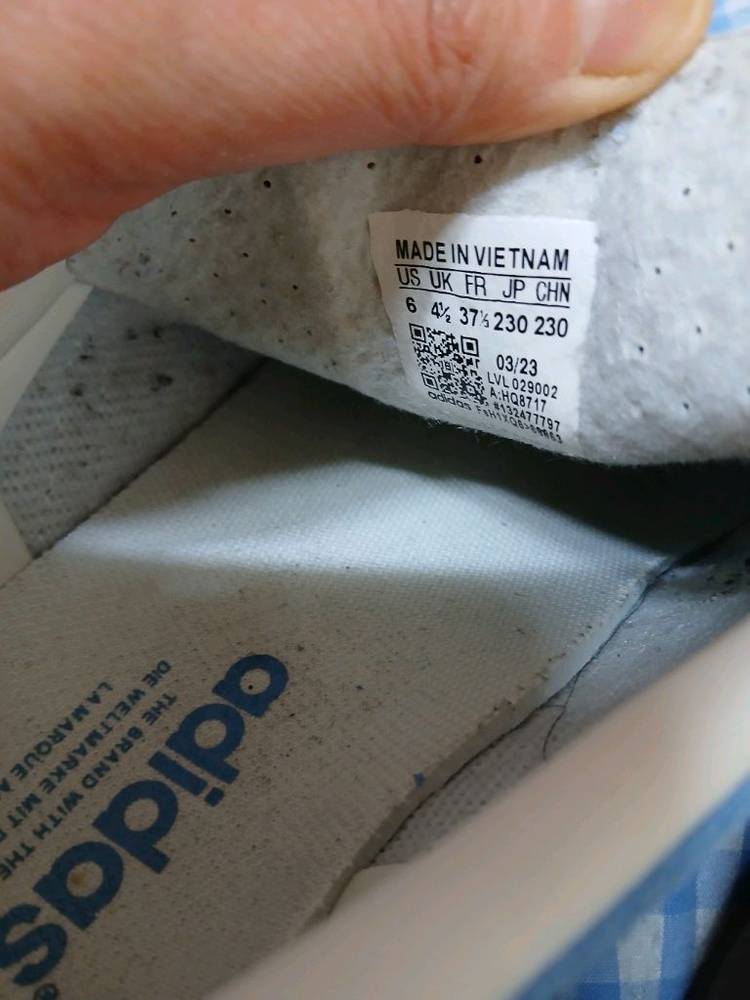 MADE IN VIETNAM
US UK FR JP CHN
6 4½ 37⅓ 230 230
03/23
LVL 029002
A:HQ8717
#132477797
adidas
adidas®
THE BRAND WITH THE
DIE WELTMARKE MIT
LA MARQUE